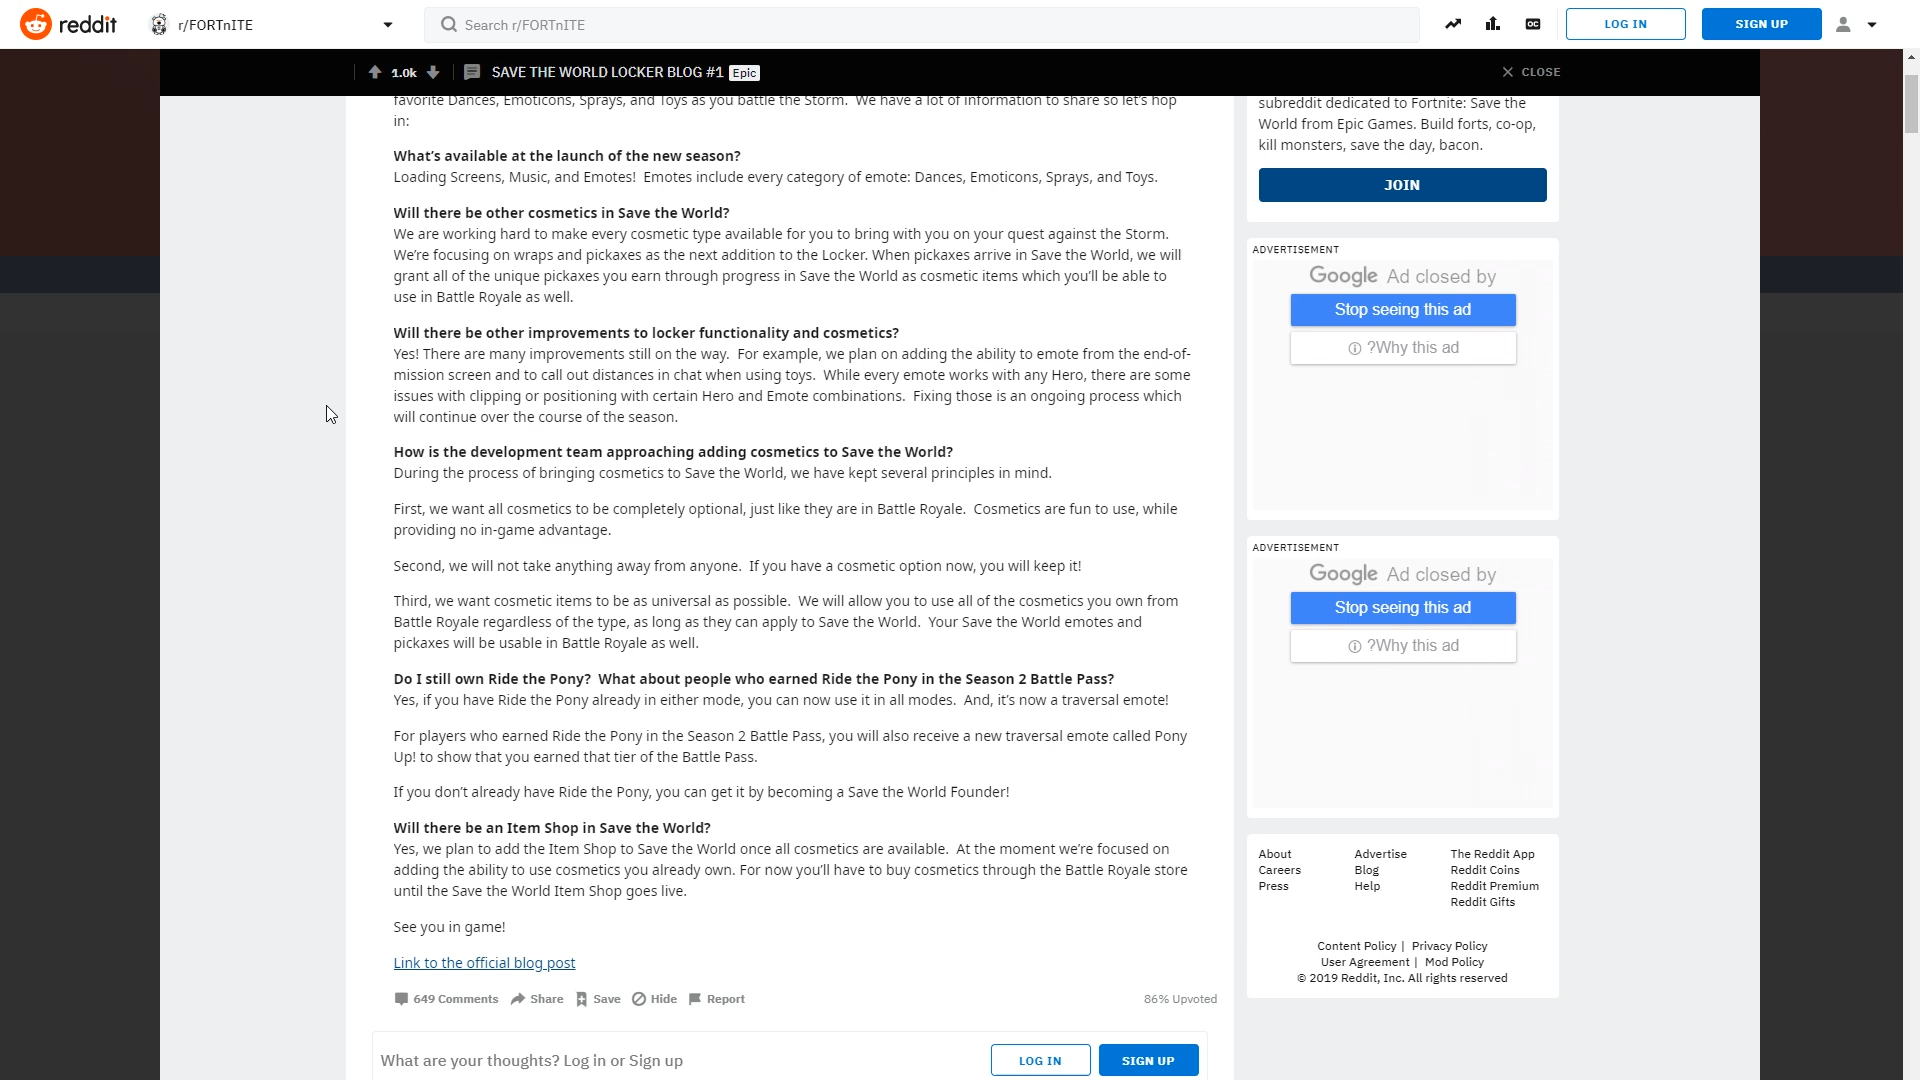 reddit
r/FORTnITE
Search r/FORTnITE
LOG IN
SIGN UP
1.0k
SAVE THE WORLD LOCKER BLOG #1 Epic
CLOSE
favorite Dances, Emoticons, Sprays, and Toys as you battle the Storm. We have a lot of information to share so let's hop
in:
What's available at the launch of the new season?
Loading Screens, Music, and Emotes! Emotes include every category of emote: Dances, Emoticons, Sprays, and Toys.
Will there be other cosmetics in Save the World?
We are working hard to make every cosmetic type available for you to bring with you on your quest against the Storm.
We're focusing on wraps and pickaxes as the next addition to the Locker. When pickaxes arrive in Save the World, we will
grant all of the unique pickaxes you earn through progress in Save the World as cosmetic items which you'll be able to
use in Battle Royale as well.
Will there be other improvements to locker functionality and cosmetics?
Yes! There are many improvements still on the way. For example, we plan on adding the ability to emote from the end-of-
mission screen and to call out distances in chat when using toys. While every emote works with any Hero, there are some
issues with clipping or positioning with certain Hero and Emote combinations. Fixing those is an ongoing process which
will continue over the course of the season.
How is the development team approaching adding cosmetics to Save the World?
During the process of bringing cosmetics to Save the World, we have kept several principles in mind.
First, we want all cosmetics to be completely optional, just like they are in Battle Royale. Cosmetics are fun to use, while
providing no in-game advantage.
Second, we will not take anything away from anyone. If you have a cosmetic option now, you will keep it!
Third, we want cosmetic items to be as universal as possible. We will allow you to use all of the cosmetics you own from
Battle Royale regardless of the type, as long as they can apply to Save the World. Your Save the World emotes and
pickaxes will be usable in Battle Royale as well.
Do I still own Ride the Pony? What about people who earned Ride the Pony in the Season 2 Battle Pass?
Yes, if you have Ride the Pony already in either mode, you can now use it in all modes. And, it's now a traversal emote!
For players who earned Ride the Pony in the Season 2 Battle Pass, you will also receive a new traversal emote called Pony
Up! to show that you earned that tier of the Battle Pass.
If you don't already have Ride the Pony, you can get it by becoming a Save the World Founder!
Will there be an Item Shop in Save the World?
Yes, we plan to add the Item Shop to Save the World once all cosmetics are available. At the moment we're focused on
adding the ability to use cosmetics you already own. For now you'll have to buy cosmetics through the Battle Royale store
until the Save the World Item Shop goes live.
See you in game!
Link to the official blog post
649 Comments Share Save Hide Report
86% Upvoted
What are your thoughts? Log in or Sign up
LOG IN
SIGN UP
subreddit dedicated to Fortnite: Save the
World from Epic Games. Build forts, co-op,
kill monsters, save the day, bacon.
JOIN
ADVERTISEMENT
Google Ad closed by
Stop seeing this ad
?Why this ad
ADVERTISEMENT
Google Ad closed by
Stop seeing this ad
?Why this ad
About
Careers
Press
Advertise
Blog
Help
The Reddit App
Reddit Coins
Reddit Premium
Reddit Gifts
Content Policy | Privacy Policy
User Agreement | Mod Policy
© 2019 Reddit, Inc. All rights reserved